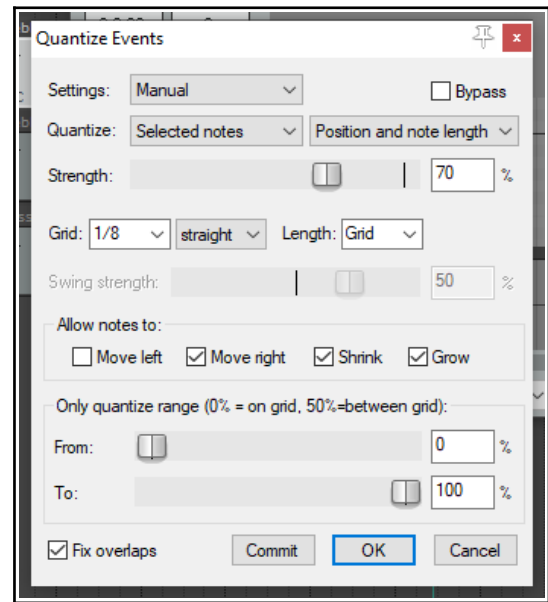 Quantize Events
Settings: Manual Bypass
Quantize: Selected notes Position and note length
Strength: 70 %
Grid: 1/8 straight Length: Grid
Swing strength: 50 %
Allow notes to:
Move left Move right Shrink Grow
Only quantize range (0% = on grid, 50%=between grid):
From: 0 %
To: 100 %
Fix overlaps Commit OK Cancel